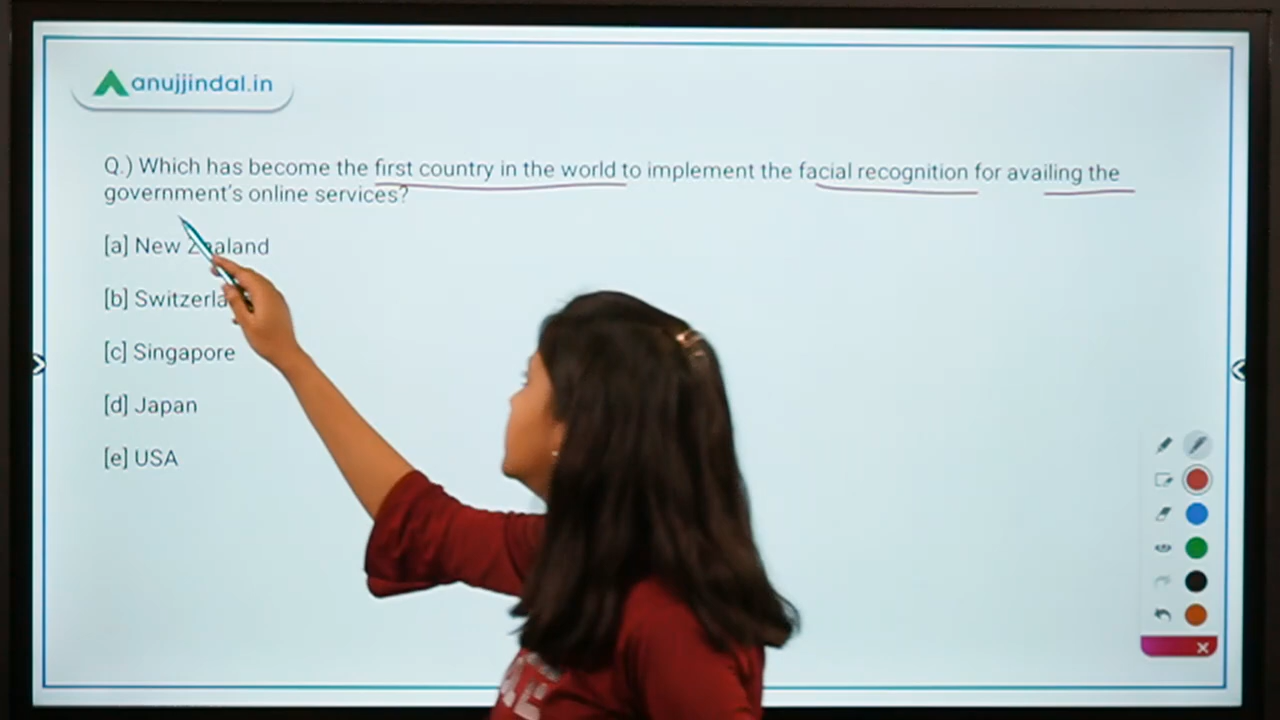 anujjindal.in
Q.) Which has become the first country in the world to implement the facial recognition for availing the
government's online services?
[a] New Zealand
[b] Switzerla
[c] Singapore
[d] Japan
[e] USA